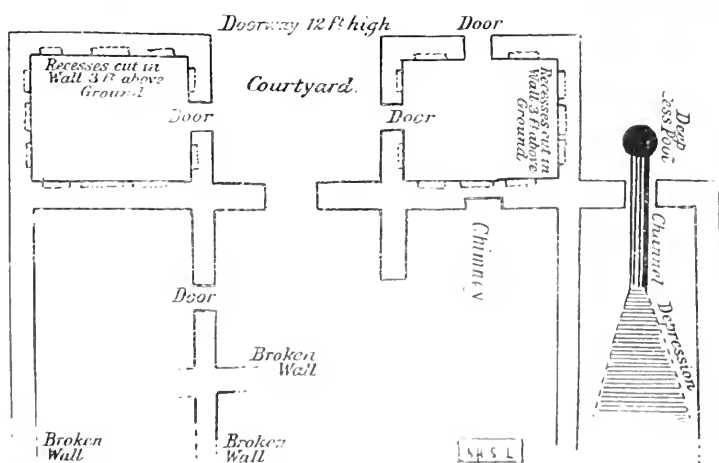 Doorway 12 ft high
Door
Recesses cut in
Wall 3 ft above
Ground
Courtyard.
Recesses cut in
Wall 3 ft above
Ground
Door
Door
Deep
Cess Pool
Channel
Chimney
Depression
Door
Broken
Wall
Broken
Wall
Broken
Wall